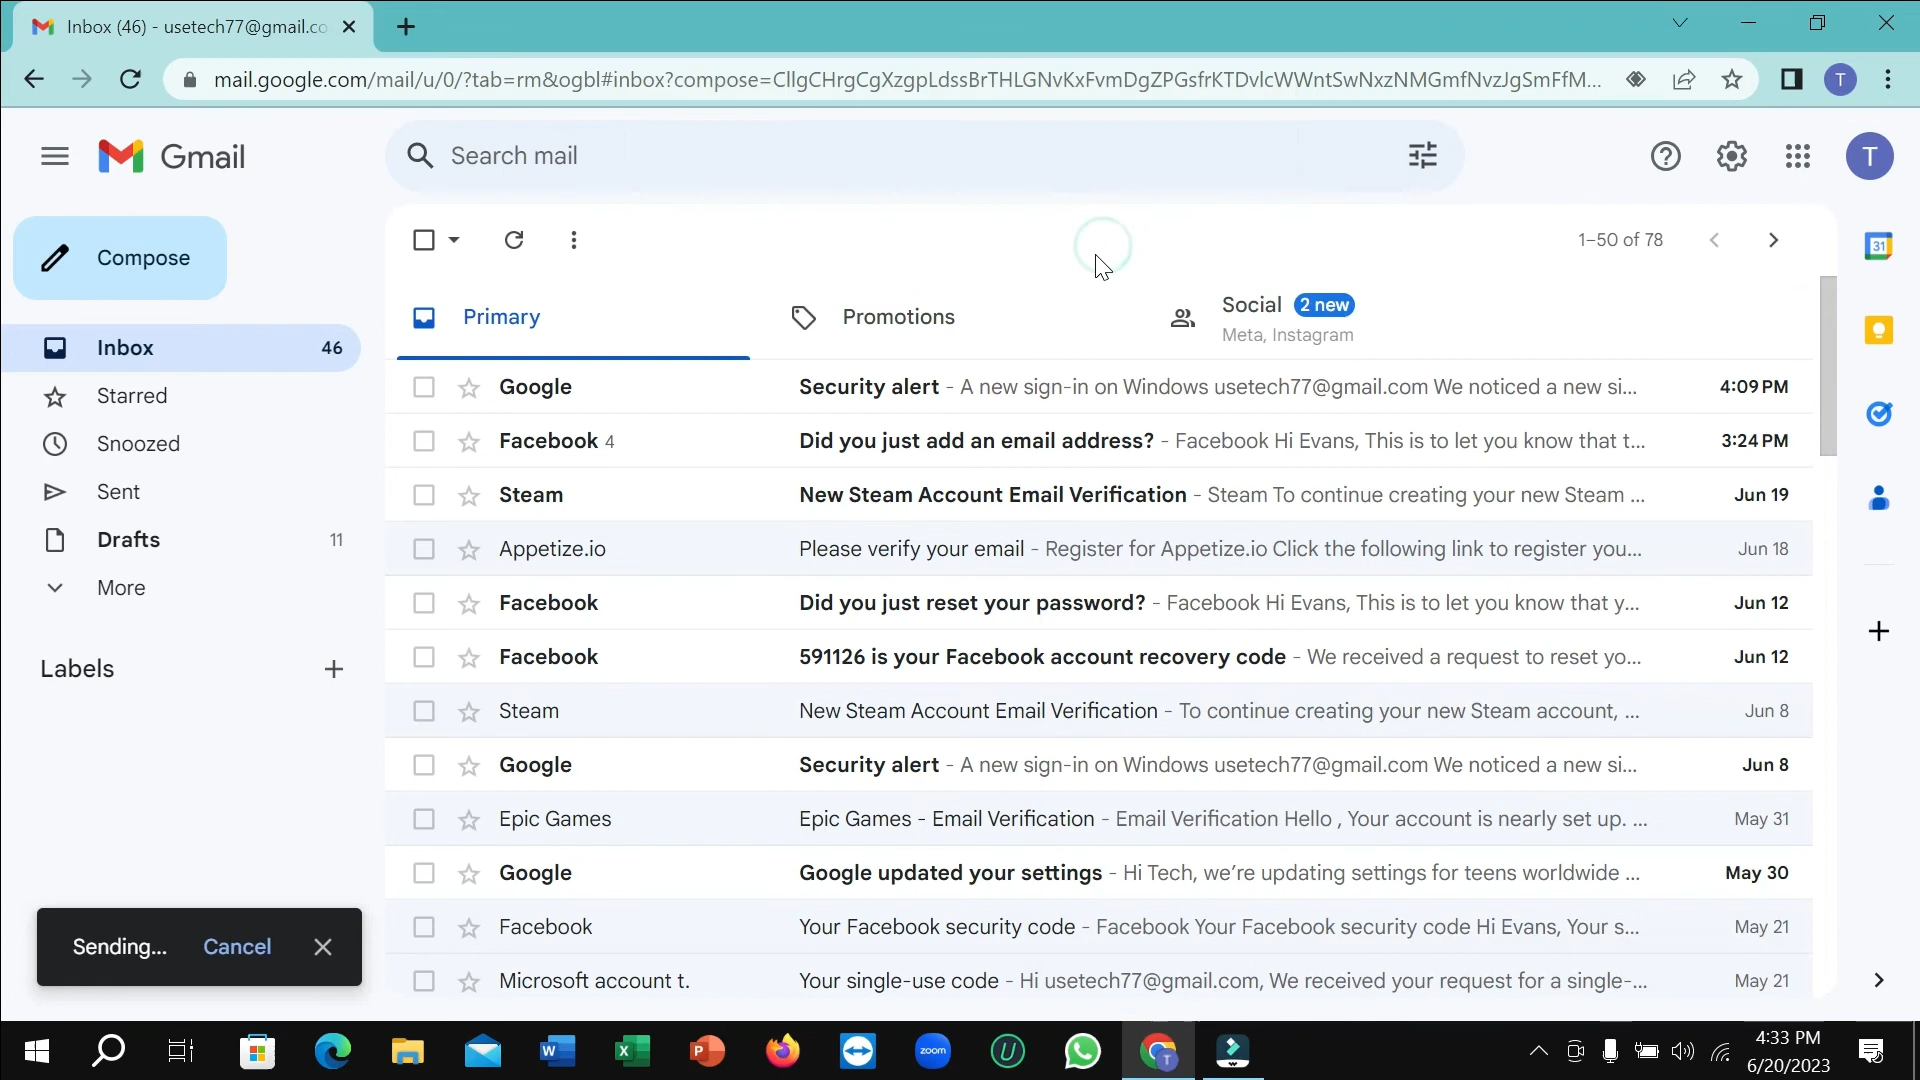 Inbox (46) - usetech77@gmail.co
mail.google.com/mail/u/0/?tab=rm&ogbl#inbox?compose=CllgCHrgCgXzgpLdssBrTHLGNvKxFvmDgZPGsfrKTDvlcWWntSwNxzNMGmfNvzJgSmFfM...
T
Gmail
Search mail
T
Compose
1–50 of 78
31
Primary
Promotions
Social 2 new
Meta, Instagram
Inbox 46
Starred
Snoozed
Sent
Drafts 11
More
Labels
Google Security alert - A new sign-in on Windows usetech77@gmail.com We noticed a new si... 4:09 PM
Facebook 4 Did you just add an email address? - Facebook Hi Evans, This is to let you know that t... 3:24 PM
Steam New Steam Account Email Verification - Steam To continue creating your new Steam ... Jun 19
Appetize.io Please verify your email - Register for Appetize.io Click the following link to register you... Jun 18
Facebook Did you just reset your password? - Facebook Hi Evans, This is to let you know that y... Jun 12
Facebook 591126 is your Facebook account recovery code - We received a request to reset yo... Jun 12
Steam New Steam Account Email Verification - To continue creating your new Steam account, ... Jun 8
Google Security alert - A new sign-in on Windows usetech77@gmail.com We noticed a new si... Jun 8
Epic Games Epic Games - Email Verification - Email Verification Hello , Your account is nearly set up. ... May 31
Google Google updated your settings - Hi Tech, we're updating settings for teens worldwide ... May 30
Facebook Your Facebook security code - Facebook Your Facebook security code Hi Evans, Your s... May 21
Microsoft account t. Your single-use code - Hi usetech77@gmail.com, We received your request for a single-... May 21
Sending... Cancel
W
X
P
zoom
U
T
4:33 PM
6/20/2023